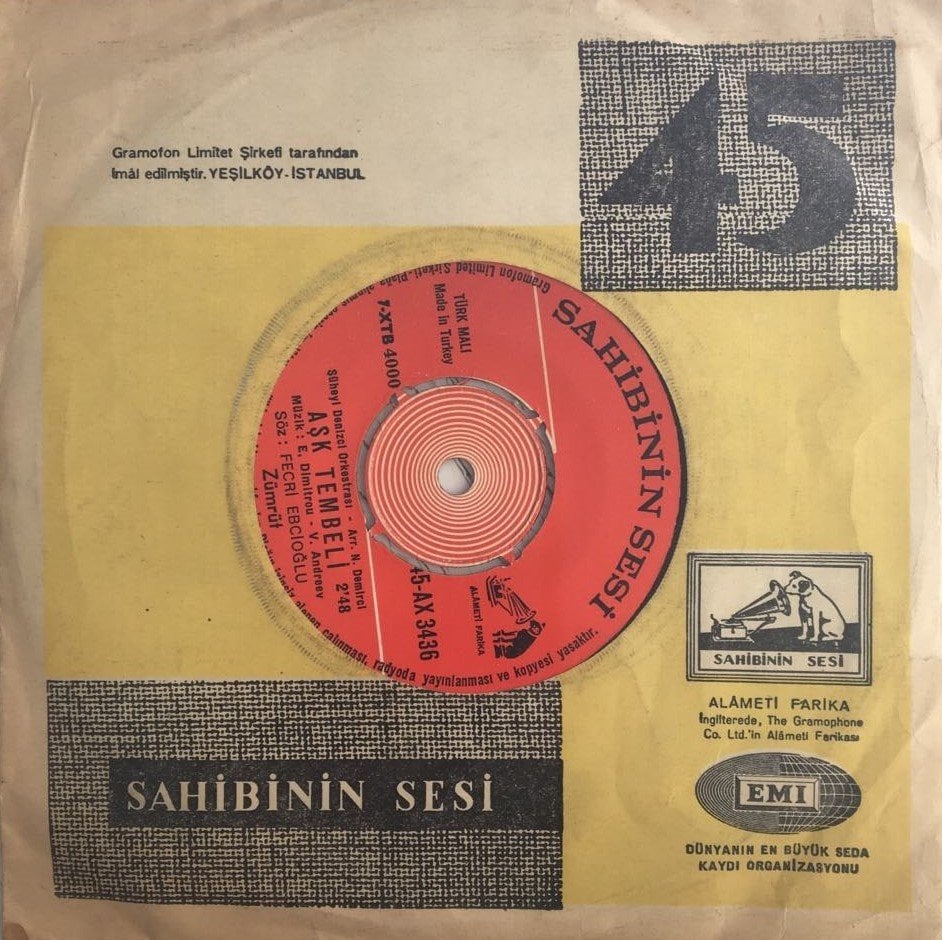 Gramofon Limitet Şirketi tarafından
İmâl edilmiştir. YEŞİLKÖY - İSTANBUL
45
SAHİBİNİN SESİ
Gramofon Limited Şirketi. Plağa alınmış
TÜRK MALI
Made in Turkey
7-XTB 4000
Süheyl Denizci Orkestrası - Arr. N. Demirci
AŞK TEMBELİ 2'48
Müzik : E. Dimitrou - V. Andreev
Söz : FECRİ EBCİOĞLU
Zümrüt
45-AX 3436
ALÂMETİ FARİKA
çalınması, radyoda yayınlanması ve kopyesi yasaktır.
SAHİBİNİN SESİ
ALÂMETİ FARİKA
İngilterede, The Gramophone
Co. Ltd.'in Alâmeti Farikası
EMI
DÜNYANIN EN BÜYÜK SEDA
KAYDI ORGANİZASYONU
SAHİBİNİN SESİ